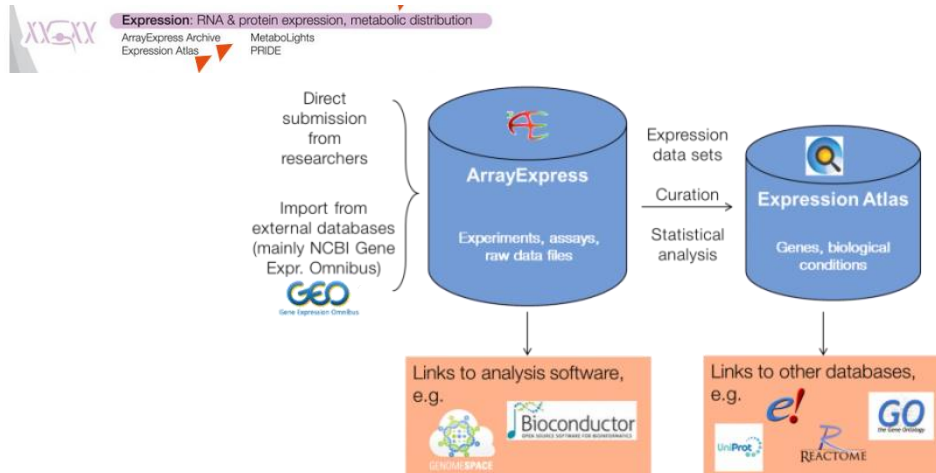 Expression: RNA & protein expression, metabolic distribution
ArrayExpress Archive
Expression Atlas
MetaboLights
PRIDE
Direct
submission
from
researchers
Import from
external databases
(mainly NCBI Gene
Expr. Omnibus)
GEO
Gene Expression Omnibus
AE
ArrayExpress
Experiments, assays,
raw data files
Expression
data sets
Curation
Statistical
analysis
Expression Atlas
Genes, biological
conditions
Links to analysis software,
e.g.
GENOMESPACE
Bioconductor
OPEN SOURCE SOFTWARE FOR BIOINFORMATICS
Links to other databases,
e.g.
e!
GO
the Gene Ontology
UniProt
R
REACTOME